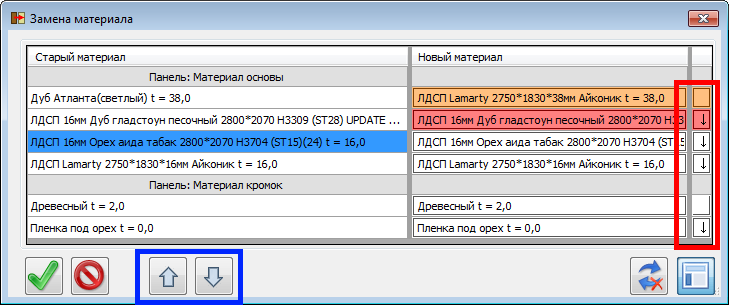 Замена материала
Старый материал Новый материал
Панель: Материал основы
Дуб Атланта(светлый) t = 38,0 ЛДСП Lamarty 2750*1830*38мм Айконик t = 38,0
ЛДСП 16мм Дуб гладстоун песочный 2800*2070 H3309 (ST28) UPDATE ... ЛДСП 16мм Дуб гладстоун песочный 2800*2070 H33
ЛДСП 16мм Орех аида табак 2800*2070 H3704 (ST15)(24) t = 16,0 ЛДСП 16мм Орех аида табак 2800*2070 H3704 (ST15
ЛДСП Lamarty 2750*1830*16мм Айконик t = 16,0 ЛДСП Lamarty 2750*1830*16мм Айконик t = 16,0
Панель: Материал кромок
Древесный t = 2,0 Древесный t = 2,0
Пленка под орех t = 0,0 Пленка под орех t = 0,0